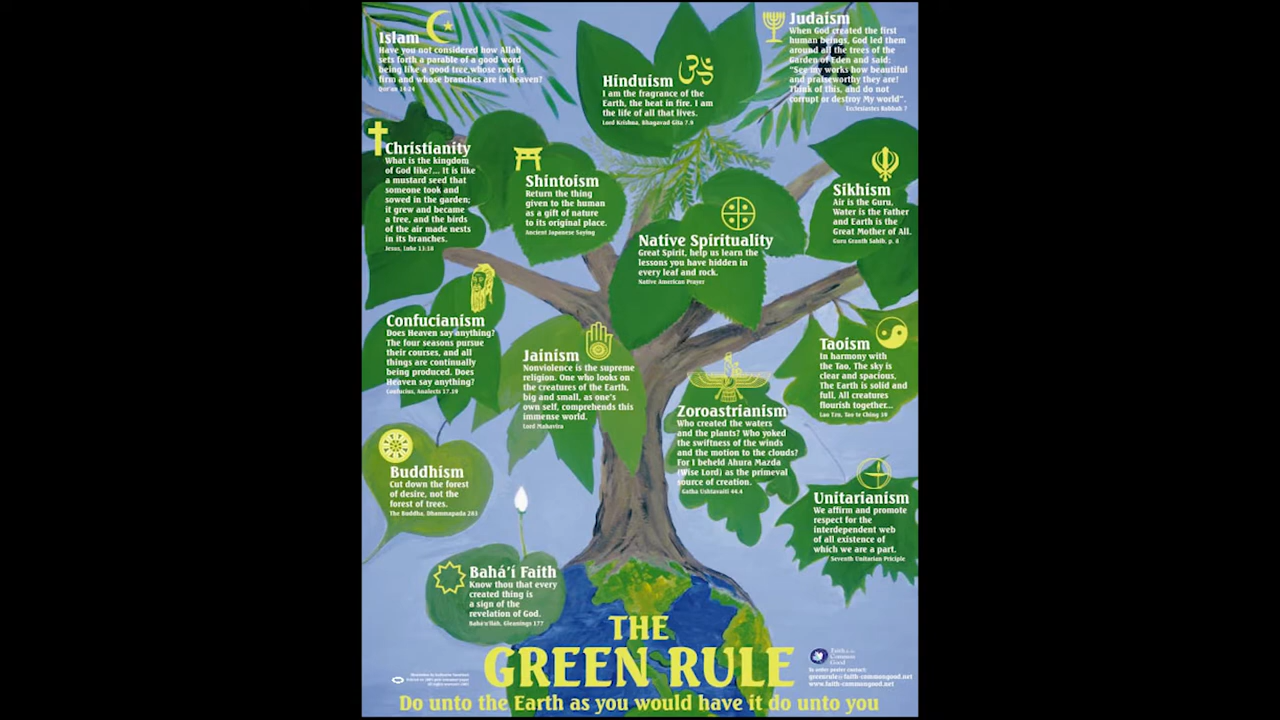 Islam
Have you not considered how Allah
sets forth a parable of a good word
being like a good tree,whose root is
firm and whose branches are in heaven?
Qur'an 14:24
Hinduism
I am the fragrance of the
Earth, the heat in fire. I am
the life of all that lives.
Lord Krishna, Bhagavad Gita 7.9
Judaism
When God created the first
human beings, God led them
around all the trees of the
Garden of Eden and said:
"See my works how beautiful
and praiseworthy they are!
Think of this, and do not
corrupt or destroy My world".
Ecclesiastes Rabbah 7
Christianity
What is the kingdom
of God like?... It is like
a mustard seed that
someone took and
sowed in the garden;
it grew and became
a tree, and the birds
of the air made nests
in its branches.
Jesus, Luke 13:18
Shintoism
Return the thing
given to the human
as a gift of nature
to its original place.
Ancient Japanese Saying
Native Spirituality
Great Spirit, help us learn the
lessons you have hidden in
every leaf and rock.
Native American Prayer
Sikhism
Air is the Guru,
Water is the Father
and Earth is the
Great Mother of All.
Guru Granth Sahib, p. 8
Confucianism
Does Heaven say anything?
The four seasons pursue
their courses, and all
things are continually
being produced. Does
Heaven say anything?
Confucius, Analects 17.19
Jainism
Nonviolence is the supreme
religion. One who looks on
the creatures of the Earth,
big and small, as one's
own self, comprehends this
immense world.
Lord Mahavira
Zoroastrianism
Who created the waters
and the plants? Who yoked
the swiftness of the winds
and the motion to the clouds?
For I beheld Ahura Mazda
(Wise Lord) as the primeval
source of creation.
Gatha Ushtavaiti 44.4
Taoism
In harmony with
the Tao, The sky is
clear and spacious,
The Earth is solid and
full, All creatures
flourish together...
Lao Tzu, Tao te Ching 39
Buddhism
Cut down the forest
of desire, not the
forest of trees.
The Buddha, Dhammapada 283
Unitarianism
We affirm and promote
respect for the
interdependent web
of all existence of
which we are a part.
Seventh Unitarian Priciple
Bahá'í Faith
Know thou that every
created thing is
a sign of the
revelation of God.
Bahá'u'lláh, Gleanings 177
THE
GREEN RULE
Do unto the Earth as you would have it do unto you
Faith
Common
Good
To order poster contact:
greenrule@faith-commongood.net
www.faith-commongood.net